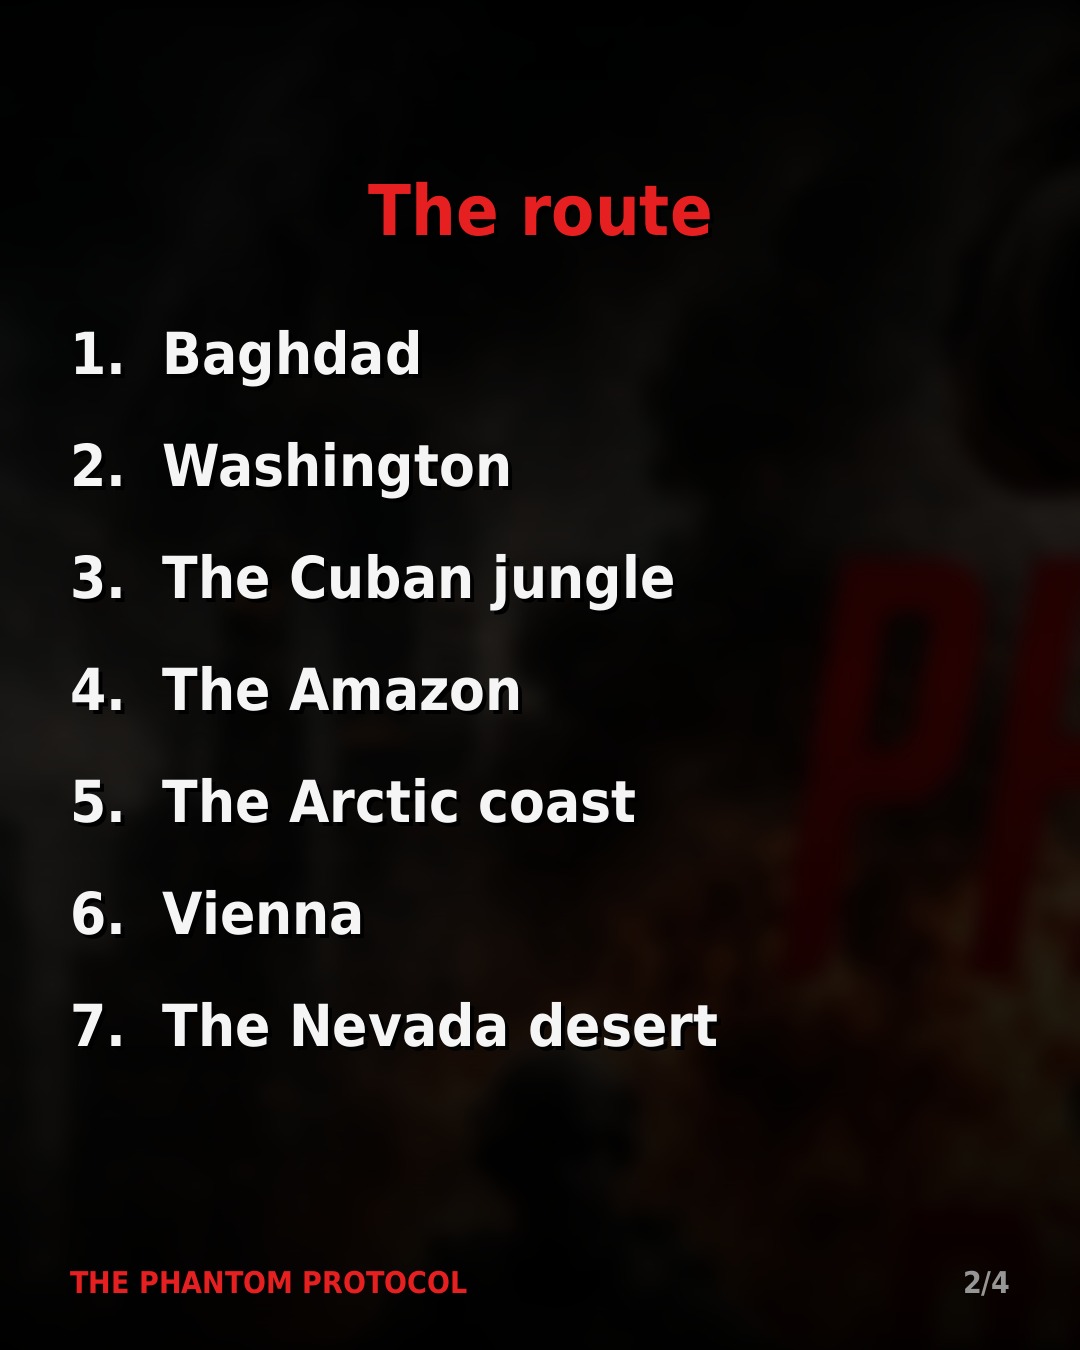 The route
1. Baghdad
2. Washington
3. The Cuban jungle
4. The Amazon
5. The Arctic coast
6. Vienna
7. The Nevada desert
THE PHANTOM PROTOCOL
2/4